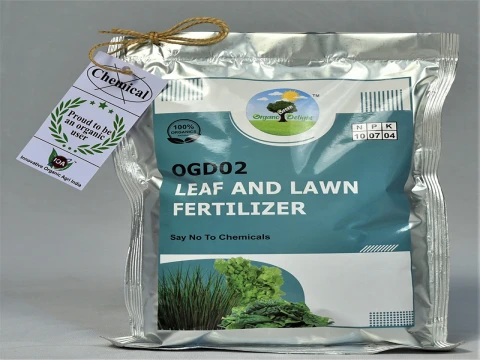 Chemical
Proud to be
an organic
user
IOA
Innovative Organic Agri India
Organic Delight
TM
100%
ORGANIC
N P K
10 07 04
OGD02
LEAF AND LAWN
FERTILIZER
Say No To Chemicals